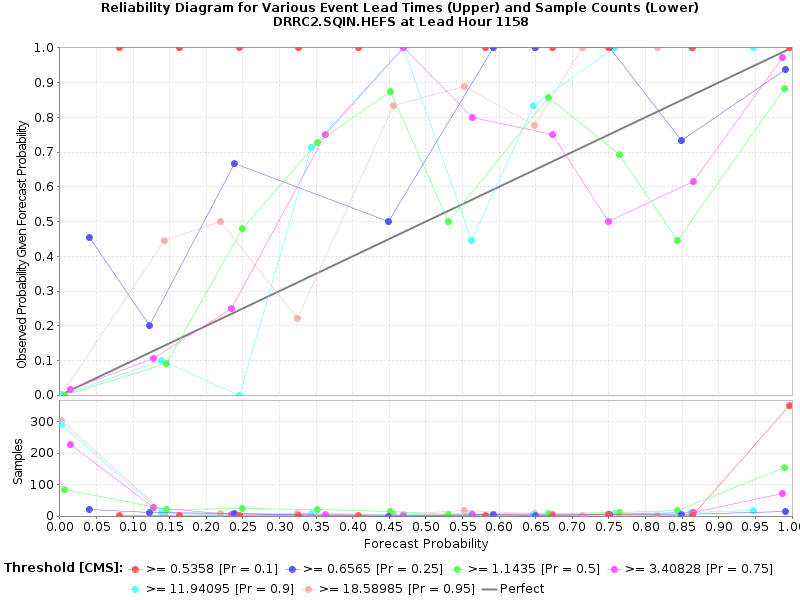 Reliability Diagram for Various Event Lead Times (Upper) and Sample Counts (Lower)
DRRC2.SQIN.HEFS at Lead Hour 1158
Observed Probability Given Forecast Probability
1.0
0.9
0.8
0.7
0.6
0.5
0.4
0.3
0.2
0.1
0.0
Samples
300
200
100
0
0.00 0.05 0.10 0.15 0.20 0.25 0.30 0.35 0.40 0.45 0.50 0.55 0.60 0.65 0.70 0.75 0.80 0.85 0.90 0.95 1.0
Forecast Probability
Threshold [CMS]: >= 0.5358 [Pr = 0.1] >= 0.6565 [Pr = 0.25] >= 1.1435 [Pr = 0.5] >= 3.40828 [Pr = 0.75]
>= 11.94095 [Pr = 0.9] >= 18.58985 [Pr = 0.95] Perfect